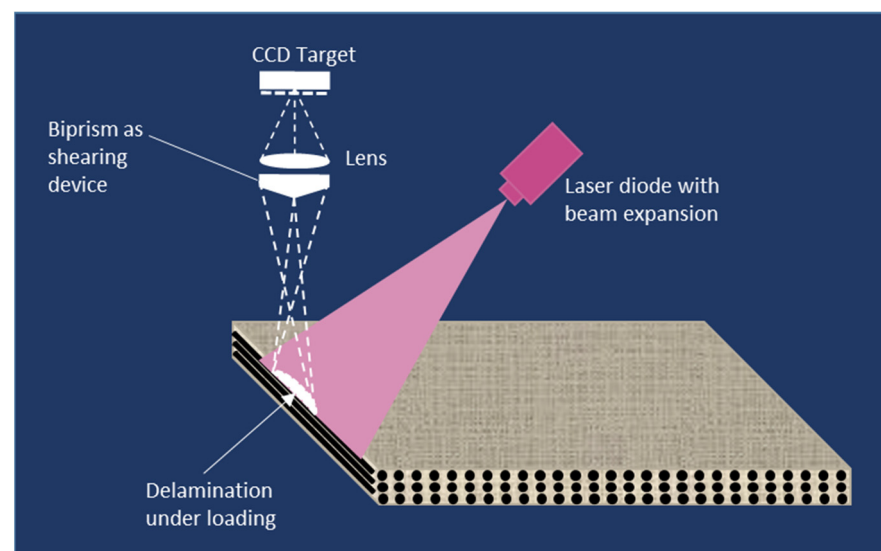 CCD Target
Biprism as
shearing
device
Lens
Laser diode with
beam expansion
Delamination
under loading